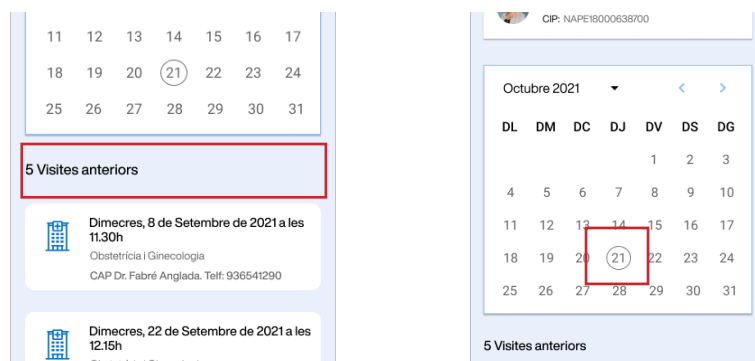 11 12 13 14 15 16 17
18 19 20 21 22 23 24
25 26 27 28 29 30 31
5 Visites anteriors
Dimecres, 8 de Setembre de 2021 a les
11.30h
Obstetrícia i Ginecologia
CAP Dr. Fabré Anglada. Telf: 936541290
Dimecres, 22 de Setembre de 2021 a les
12.15h
CIP: NAPE18000638700
Octubre 2021
DL DM DC DJ DV DS DG
1 2 3
4 5 6 7 8 9 10
11 12 13 14 15 16 17
18 19 20 21 22 23 24
25 26 27 28 29 30 31
5 Visites anteriors